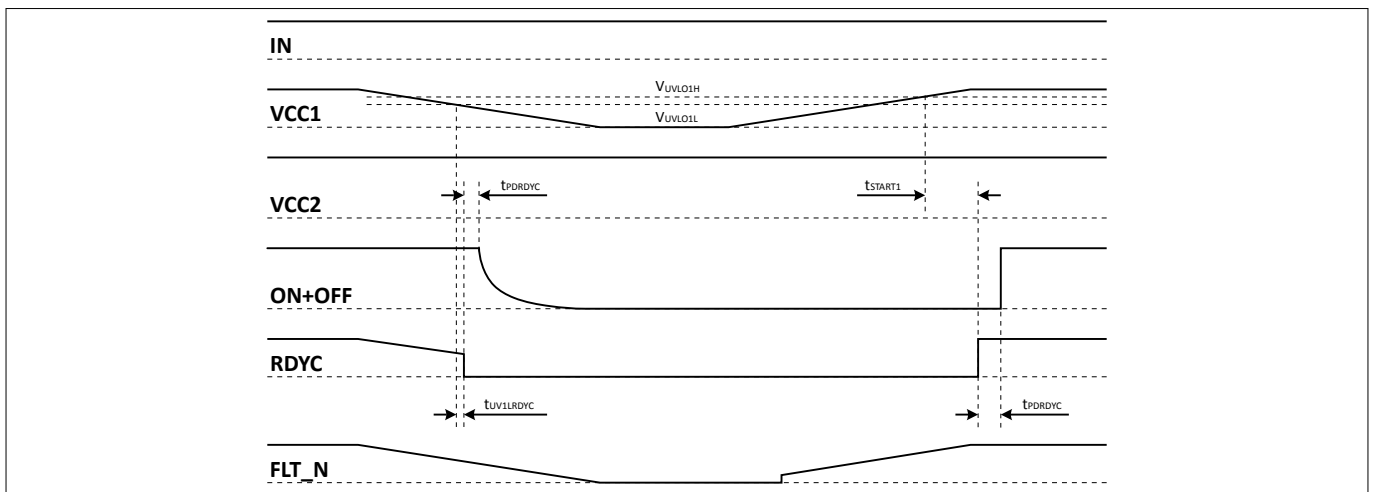 IN
VUVLO1H
VCC1
VUVLO1L
tPDRDYC
tSTART1
VCC2
ON+OFF
RDYC
tUV1LRDYC
tPDRDYC
FLT_N